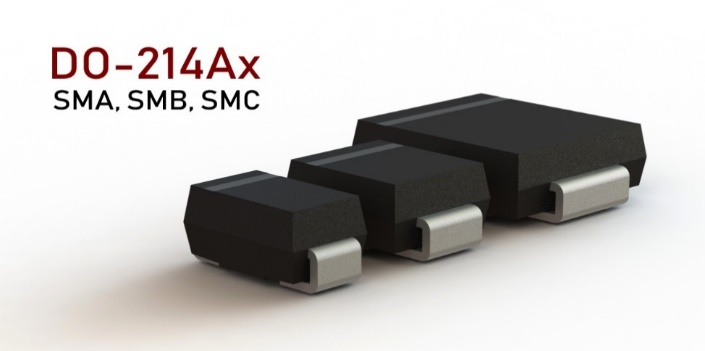 DO-214Ax
SMA, SMB, SMC